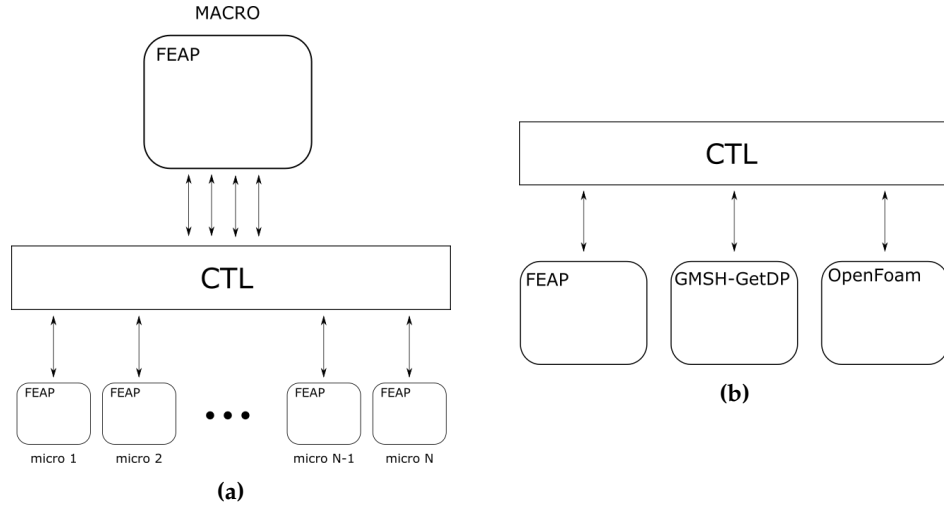 MACRO
FEAP
CTL
FEAP
FEAP
FEAP
FEAP
micro 1
micro 2
micro N-1
micro N
(a)
CTL
FEAP
GMSH-GetDP
OpenFoam
(b)